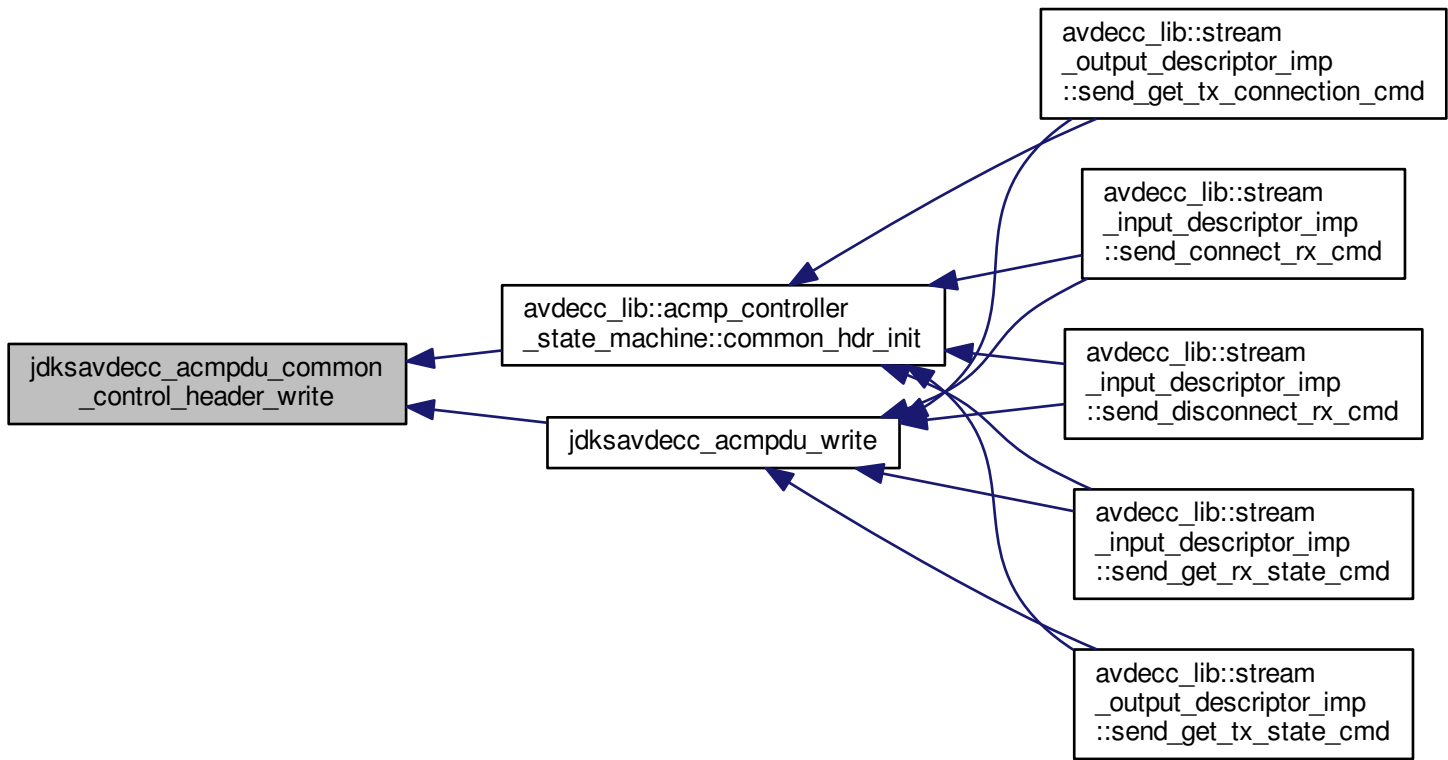 jdksavdecc_acmpdu_common
_control_header_write
avdecc_lib::acmp_controller
_state_machine::common_hdr_init
jdksavdecc_acmpdu_write
avdecc_lib::stream
_output_descriptor_imp
::send_get_tx_connection_cmd
avdecc_lib::stream
_input_descriptor_imp
::send_connect_rx_cmd
avdecc_lib::stream
_input_descriptor_imp
::send_disconnect_rx_cmd
avdecc_lib::stream
_input_descriptor_imp
::send_get_rx_state_cmd
avdecc_lib::stream
_output_descriptor_imp
::send_get_tx_state_cmd